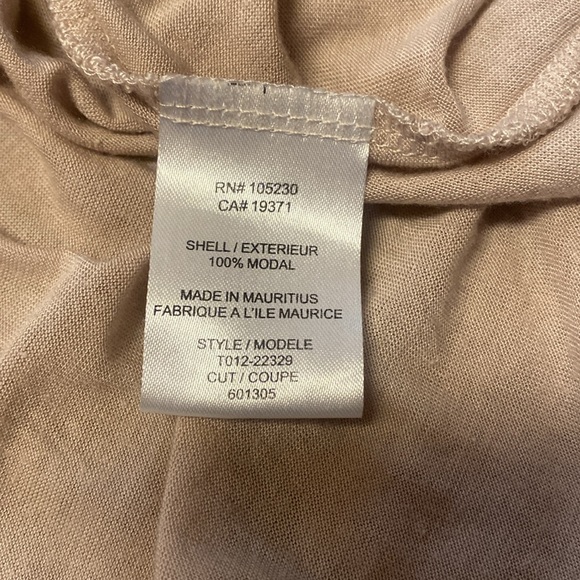 RN# 105230
CA# 19371
SHELL / EXTERIEUR
100% MODAL
MADE IN MAURITIUS
FABRIQUE A L'ILE MAURICE
STYLE / MODELE
T012-22329
CUT / COUPE
601305